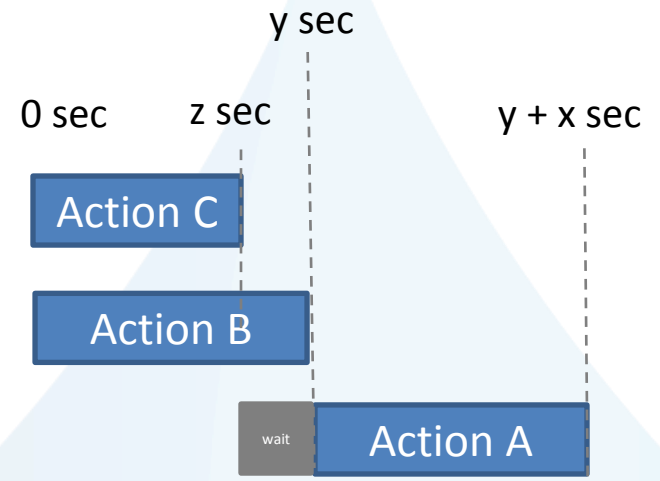 y sec
0 sec
z sec
y + x sec
Action C
Action B
wait
Action A